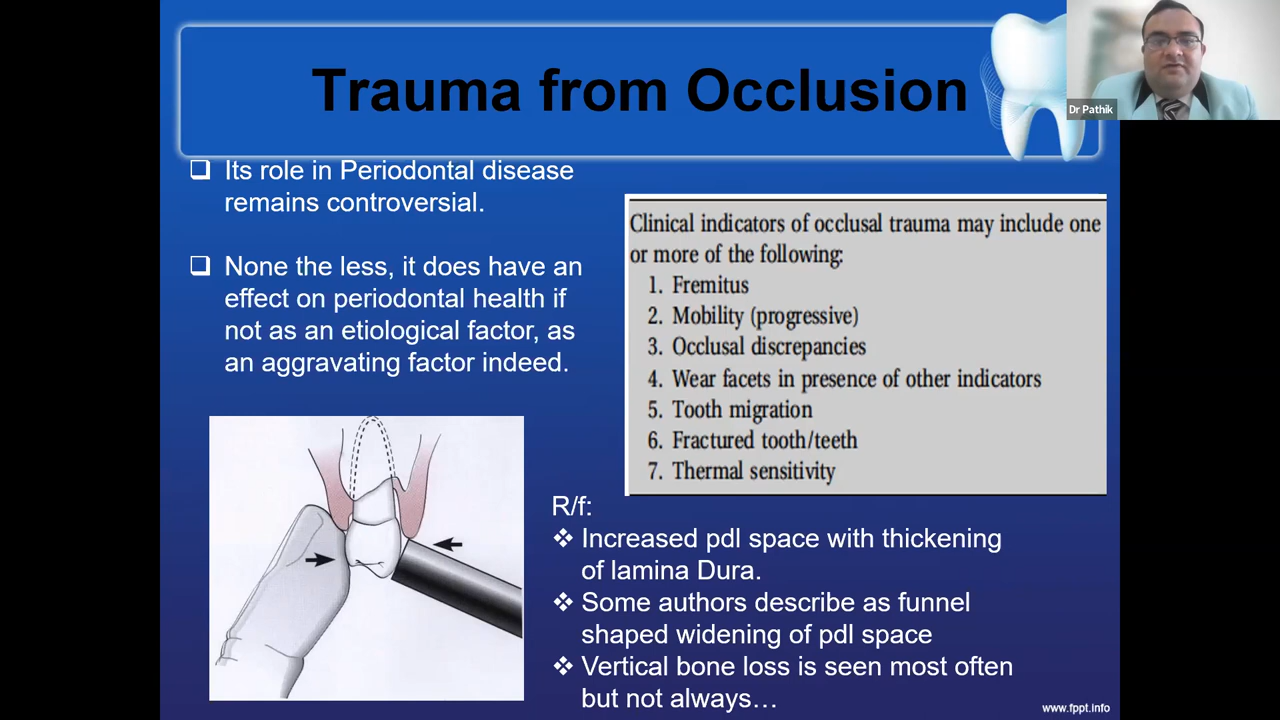 Trauma from Occlusion
Dr Pathik
❑ Its role in Periodontal disease
remains controversial.
❑ None the less, it does have an
effect on periodontal health if
not as an etiological factor, as
an aggravating factor indeed.
Clinical indicators of occlusal trauma may include one
or more of the following:
1. Fremitus
2. Mobility (progressive)
3. Occlusal discrepancies
4. Wear facets in presence of other indicators
5. Tooth migration
6. Fractured tooth/teeth
7. Thermal sensitivity
R/f:
❖ Increased pdl space with thickening
of lamina Dura.
❖ Some authors describe as funnel
shaped widening of pdl space
❖ Vertical bone loss is seen most often
but not always…
www.fppt.info